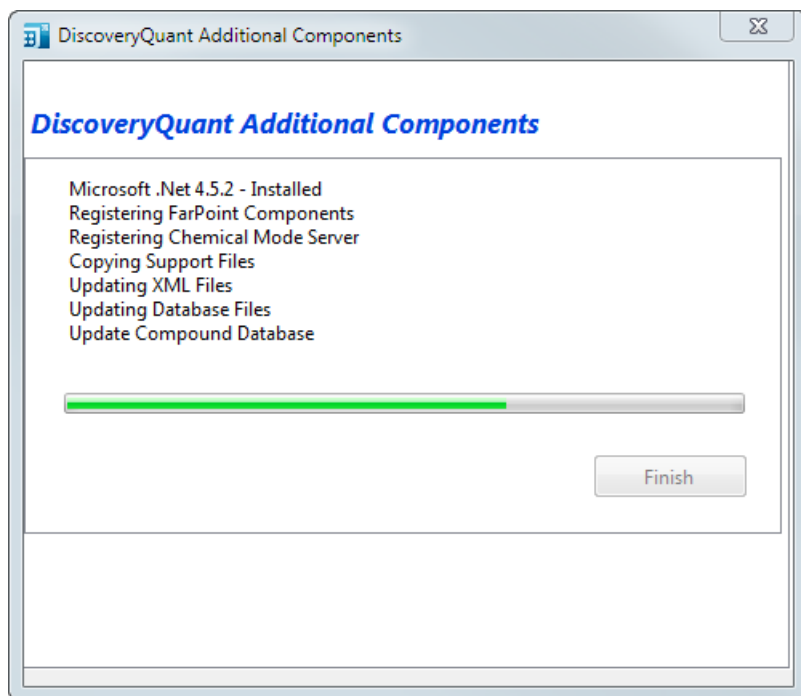 DiscoveryQuant Additional Components
DiscoveryQuant Additional Components
Microsoft .Net 4.5.2 - Installed
Registering FarPoint Components
Registering Chemical Mode Server
Copying Support Files
Updating XML Files
Updating Database Files
Update Compound Database
Finish